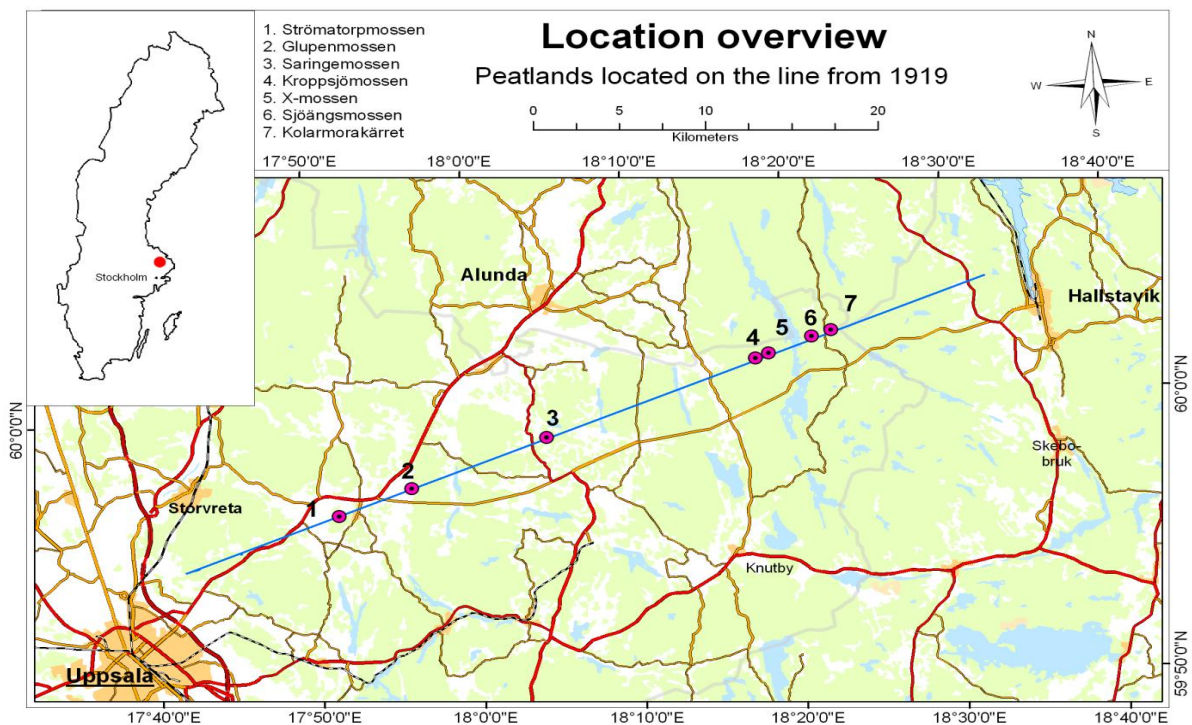 1. Strömatorpmossen
2. Glupenmossen
3. Saringemossen
4. Kroppsjömossen
5. X-mossen
6. Sjöängsmossen
7. Kolarmorakärret
Location overview
Peatlands located on the line from 1919
0 5 10 20
Kilometers
N
W E
S
Stockholm
17°50'0"E 18°0'0"E 18°10'0"E 18°20'0"E 18°30'0"E 18°40'0"E
Alunda
Hallstavik
7
6
5
4
60°0'0"N
3
60°0'0"N
Skebo-
bruk
2
Storvreta
1
Knutby
Uppsala
59°50'0"N
17°40'0"E 17°50'0"E 18°0'0"E 18°10'0"E 18°20'0"E 18°30'0"E 18°40'0"E